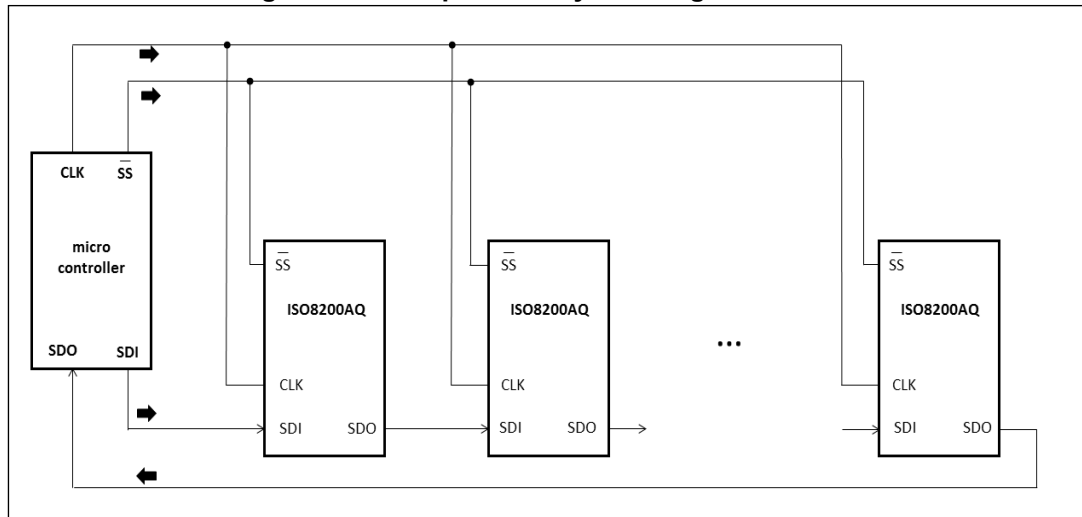 CLK SS
micro
controller
SDO SDI
SS
ISO8200AQ
CLK
SDI SDO
SS
ISO8200AQ
CLK
SDI SDO
...
SS
ISO8200AQ
CLK
SDI SDO